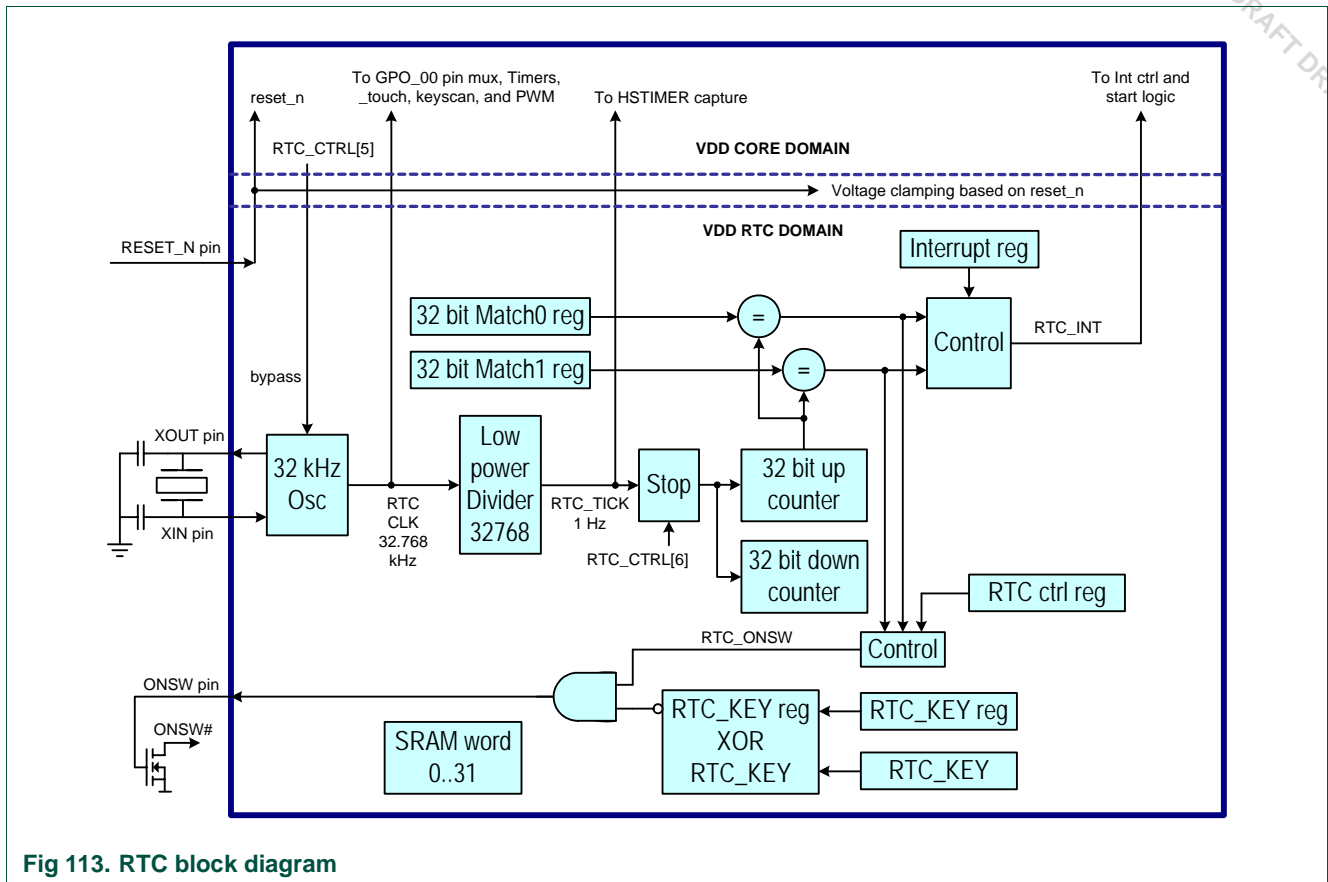 DRAFT DRA
To GPO_00 pin mux, Timers,
_touch, keyscan, and PWM
To Int ctrl and
start logic
reset_n
To HSTIMER capture
RTC_CTRL[5]
VDD CORE DOMAIN
Voltage clamping based on reset_n
VDD RTC DOMAIN
RESET_N pin
Interrupt reg
32 bit Match0 reg
=
Control
RTC_INT
32 bit Match1 reg
=
bypass
XOUT pin
XIN pin
32 kHz
Osc
RTC
CLK
32.768
kHz
Low
power
Divider
32768
RTC_TICK
1 Hz
Stop
RTC_CTRL[6]
32 bit up
counter
32 bit down
counter
RTC ctrl reg
RTC_ONSW
Control
ONSW pin
ONSW#
SRAM word
0..31
RTC_KEY reg
XOR
RTC_KEY
RTC_KEY reg
RTC_KEY
Fig 113. RTC block diagram